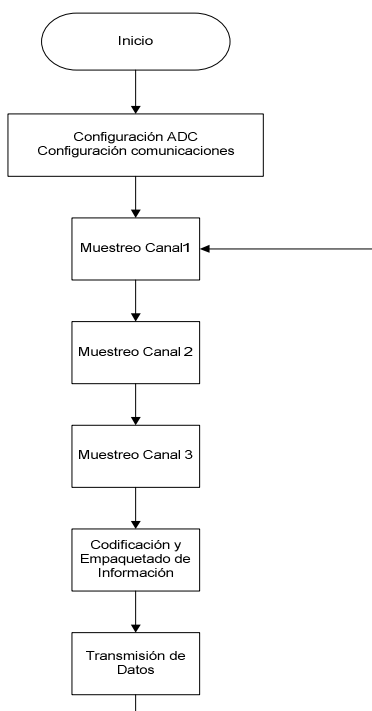 Inicio
Configuración ADC
Configuración comunicaciones
Muestreo Canal1
Muestreo Canal 2
Muestreo Canal 3
Codificación y
Empaquetado de
Información
Transmisión de
Datos